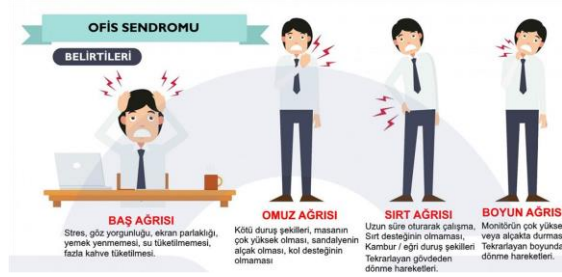 OFİS SENDROMU
BELİRTİLERİ
BAŞ AĞRISI
Stres, göz yorgunluğu, ekran parlaklığı,
yemek yenmemesi, su tüketilmemesi,
fazla kahve tüketilmesi.
OMUZ AĞRISI
Kötü duruş şekilleri, masanın
çok yüksek olması, sandalyenin
alçak olması, kol desteğinin
olmaması
SIRT AĞRISI
Uzun süre oturarak çalışma,
Sırt desteğinin olmaması,
Kambur / eğri duruş şekilleri
Tekrarlayan gövdeden
dönme hareketleri.
BOYUN AĞRIS
Monitörün çok yükse
veya alçakta durmas
Tekrarlayan boyunda
dönme hareketleri.